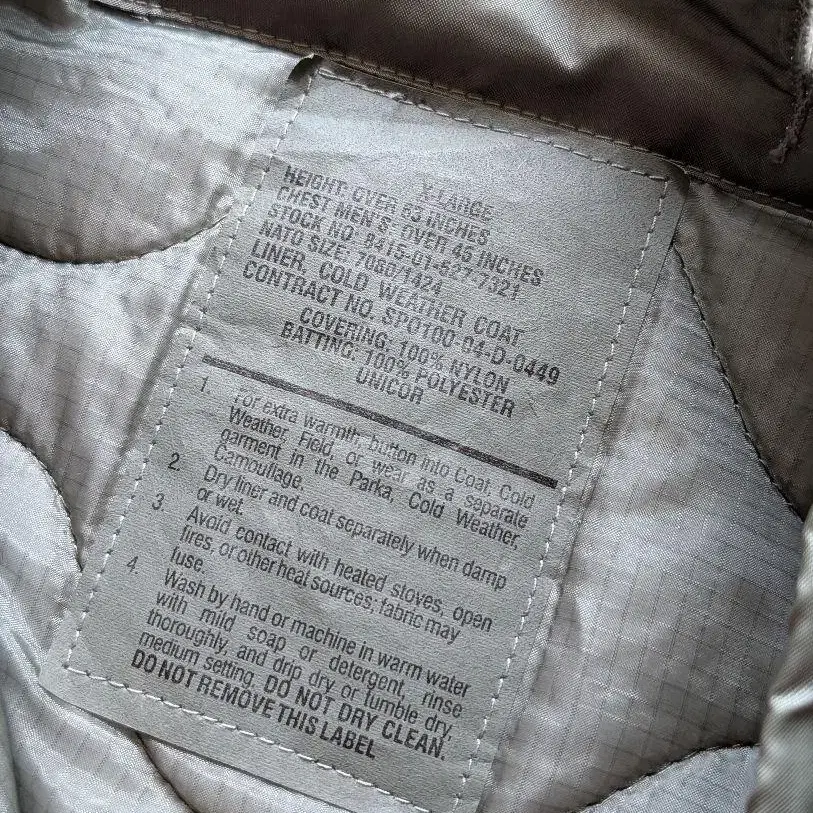 X-LARGE
HEIGHT: OVER 63 INCHES
CHEST MEN'S: OVER 45 INCHES
STOCK NO. 8415-01-527-7321
NATO SIZE: 7060/1424
LINER, COLD WEATHER COAT
CONTRACT NO. SPO100-04-D-0449
COVERING: 100% NYLON
BATTING: 100% POLYESTER
UNICOR
1. For extra warmth, button into Coat, Cold
Weather, Field, or wear as a separate
garment in the Parka, Cold Weather,
Camouflage.
2. Dry liner and coat separately when damp
or wet.
3. Avoid contact with heated stoves, open
fires, or other heat sources; fabric may
fuse.
4. Wash by hand or machine in warm water
with mild soap or detergent, rinse
thoroughly, and drip dry or tumble dry,
medium setting. DO NOT DRY CLEAN.
DO NOT REMOVE THIS LABEL